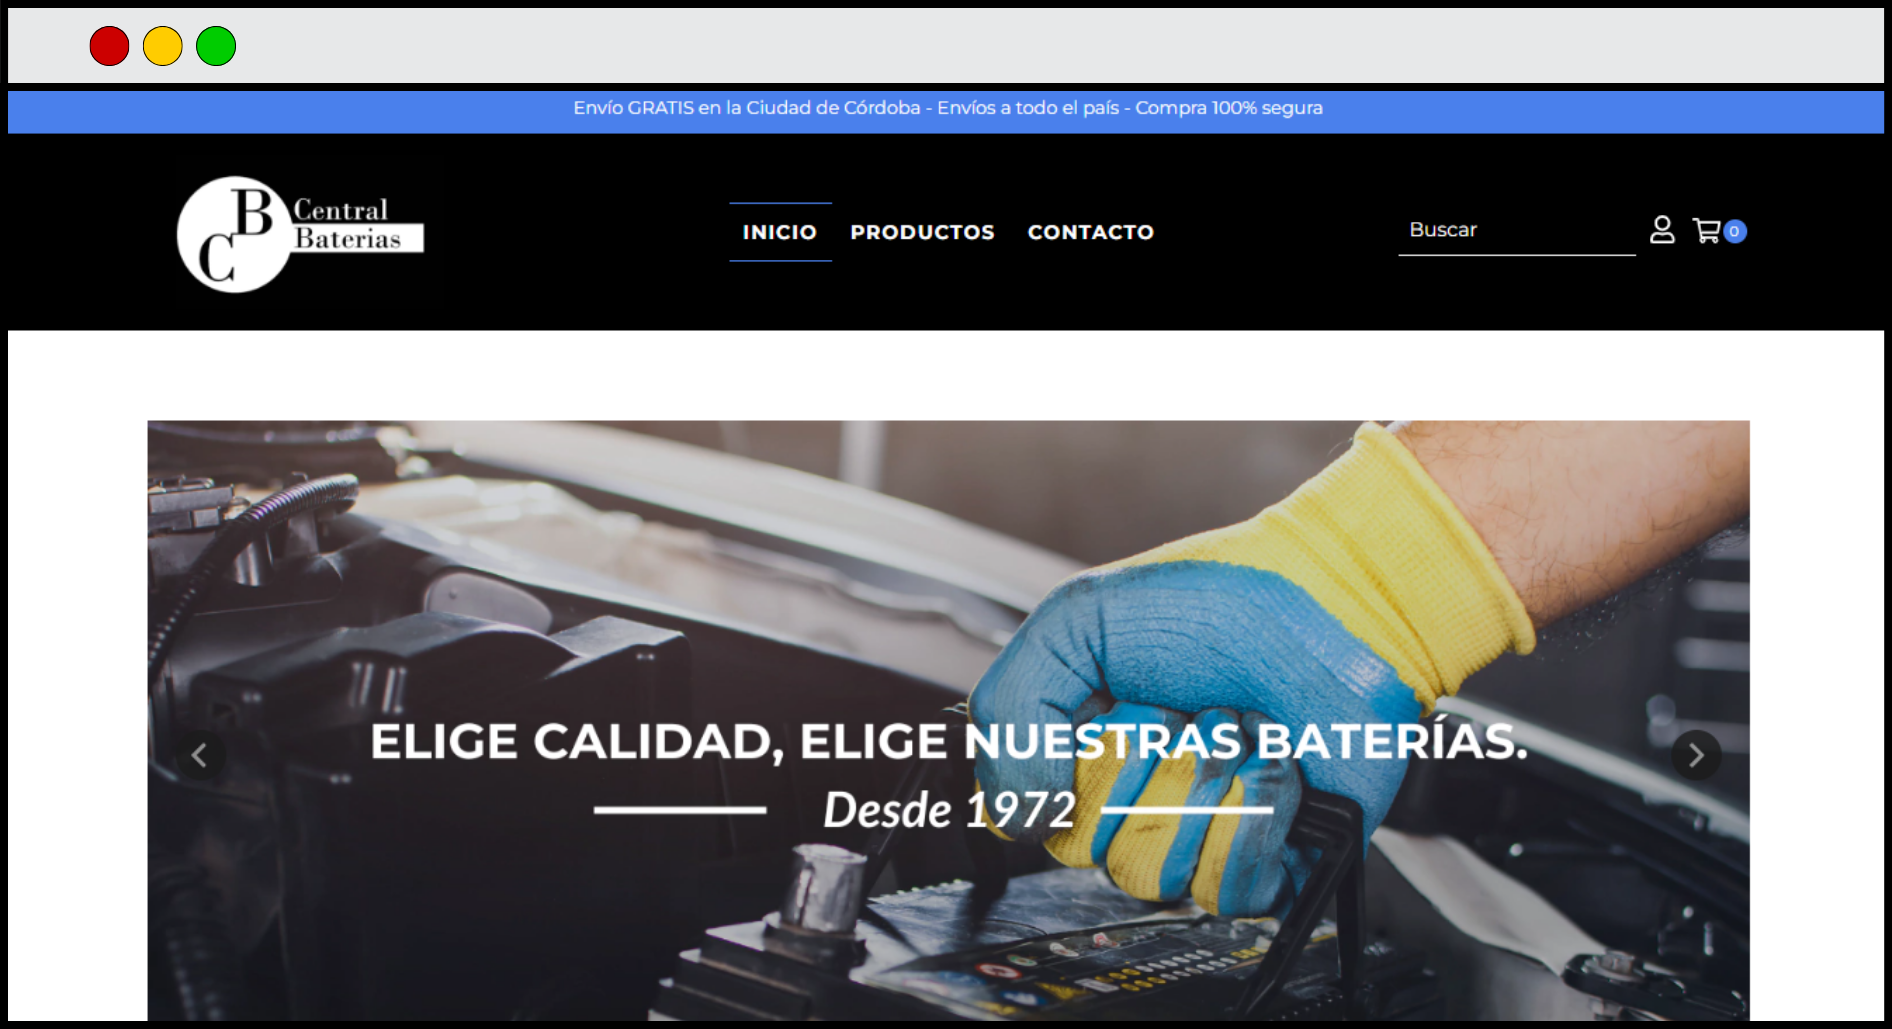 Envío GRATIS en la Ciudad de Córdoba - Envíos a todo el país - Compra 100% segura
CB
Central
Baterias
INICIO PRODUCTOS CONTACTO
Buscar
0
ELIGE CALIDAD, ELIGE NUESTRAS BATERÍAS.
Desde 1972